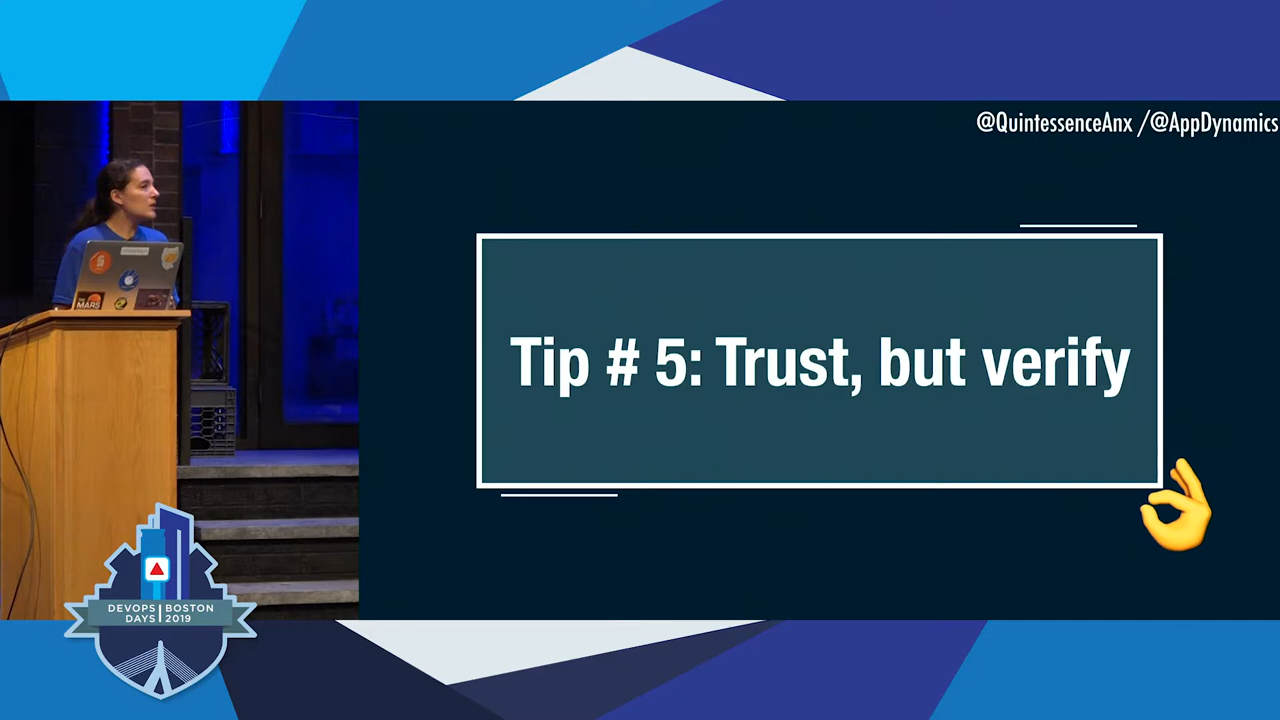 @QuintessenceAnx /@AppDynamics
Tip # 5: Trust, but verify
MARS
DEVOPS BOSTON
DAYS 2019